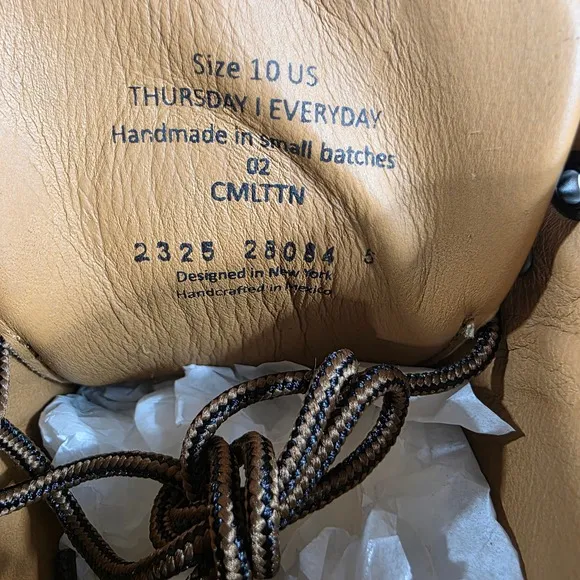 Size 10 US
THURSDAY | EVERYDAY
Handmade in small batches
02
CMLTTN
2325 28084 8
Designed in New York
Handcrafted in Mexico